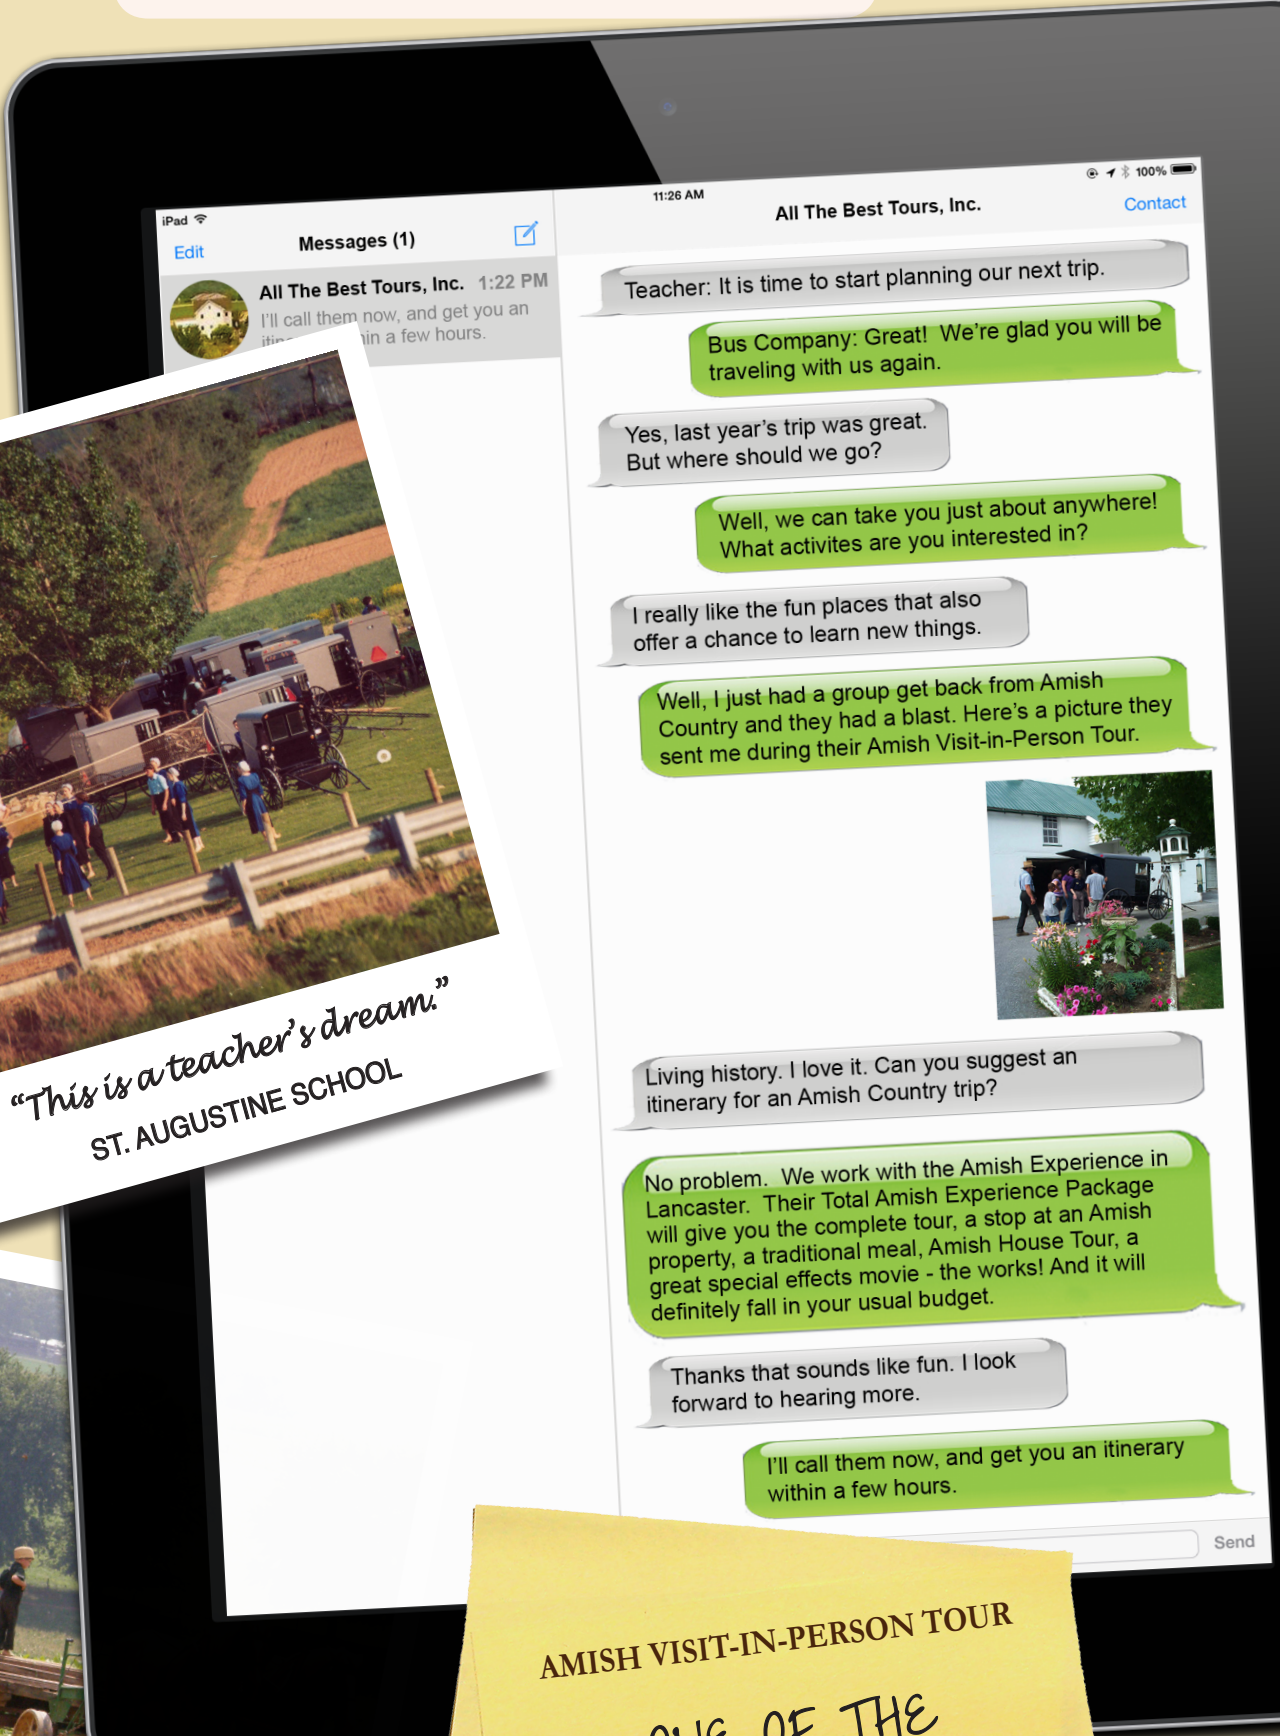 iPad
11:26 AM
100%
Edit
Messages (1)
All The Best Tours, Inc.
Contact
All The Best Tours, Inc. 1:22 PM
I'll call them now, and get you an
in a few hours.
Teacher: It is time to start planning our next trip.
Bus Company: Great!  We're glad you will be
traveling with us again.
Yes, last year's trip was great.
But where should we go?
Well, we can take you just about anywhere!
What activites are you interested in?
I really like the fun places that also
offer a chance to learn new things.
Well, I just had a group get back from Amish
Country and they had a blast. Here's a picture they
sent me during their Amish Visit-in-Person Tour.
Living history. I love it. Can you suggest an
itinerary for an Amish Country trip?
No problem.  We work with the Amish Experience in
Lancaster.  Their Total Amish Experience Package
will give you the complete tour, a stop at an Amish
property, a traditional meal, Amish House Tour, a
great special effects movie - the works! And it will
definitely fall in your usual budget.
Thanks that sounds like fun. I look
forward to hearing more.
I'll call them now, and get you an itinerary
within a few hours.
Send
"This is a teacher's dream."
ST. AUGUSTINE SCHOOL
AMISH VISIT-IN-PERSON TOUR
ONE OF THE